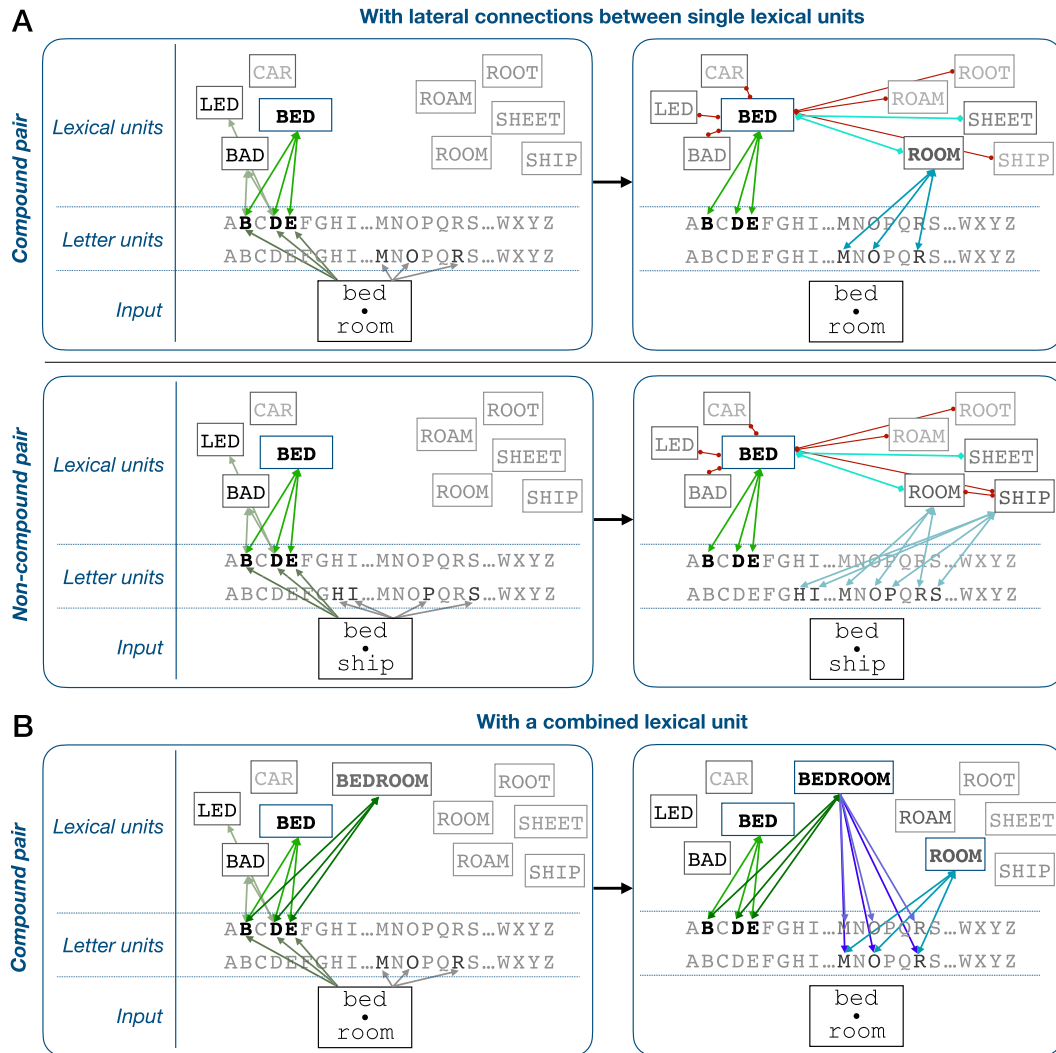 A
With lateral connections between single lexical units
Compound pair
Lexical units
Letter units
Input
CAR
LED
BED
BAD
ROOT
ROAM
SHEET
ROOM
SHIP
ABCDEFGHI…MNOPQRS…WXYZ
ABCDEFGHI…MNOPQRS…WXYZ
bed
•
room
CAR
LED
BED
BAD
ROOT
ROAM
SHEET
ROOM
SHIP
ABCDEFGHI…MNOPQRS…WXYZ
ABCDEFGHI…MNOPQRS…WXYZ
bed
•
room
Non-compound pair
Lexical units
Letter units
Input
CAR
LED
BED
BAD
ROOT
ROAM
SHEET
ROOM
SHIP
ABCDEFGHI…MNOPQRS…WXYZ
ABCDEFGHI…MNOPQRS…WXYZ
bed
•
ship
CAR
LED
BED
BAD
ROOT
ROAM
SHEET
ROOM
SHIP
ABCDEFGHI…MNOPQRS…WXYZ
ABCDEFGHI…MNOPQRS…WXYZ
bed
•
ship
B
With a combined lexical unit
Compound pair
Lexical units
Letter units
Input
CAR
BEDROOM
LED
BED
BAD
ROOT
ROOM
SHEET
ROAM
SHIP
ABCDEFGHI…MNOPQRS…WXYZ
ABCDEFGHI…MNOPQRS…WXYZ
bed
•
room
CAR
BEDROOM
LED
BED
BAD
ROOT
ROAM
SHEET
ROOM
SHIP
ABCDEFGHI…MNOPQRS…WXYZ
ABCDEFGHI…MNOPQRS…WXYZ
bed
•
room